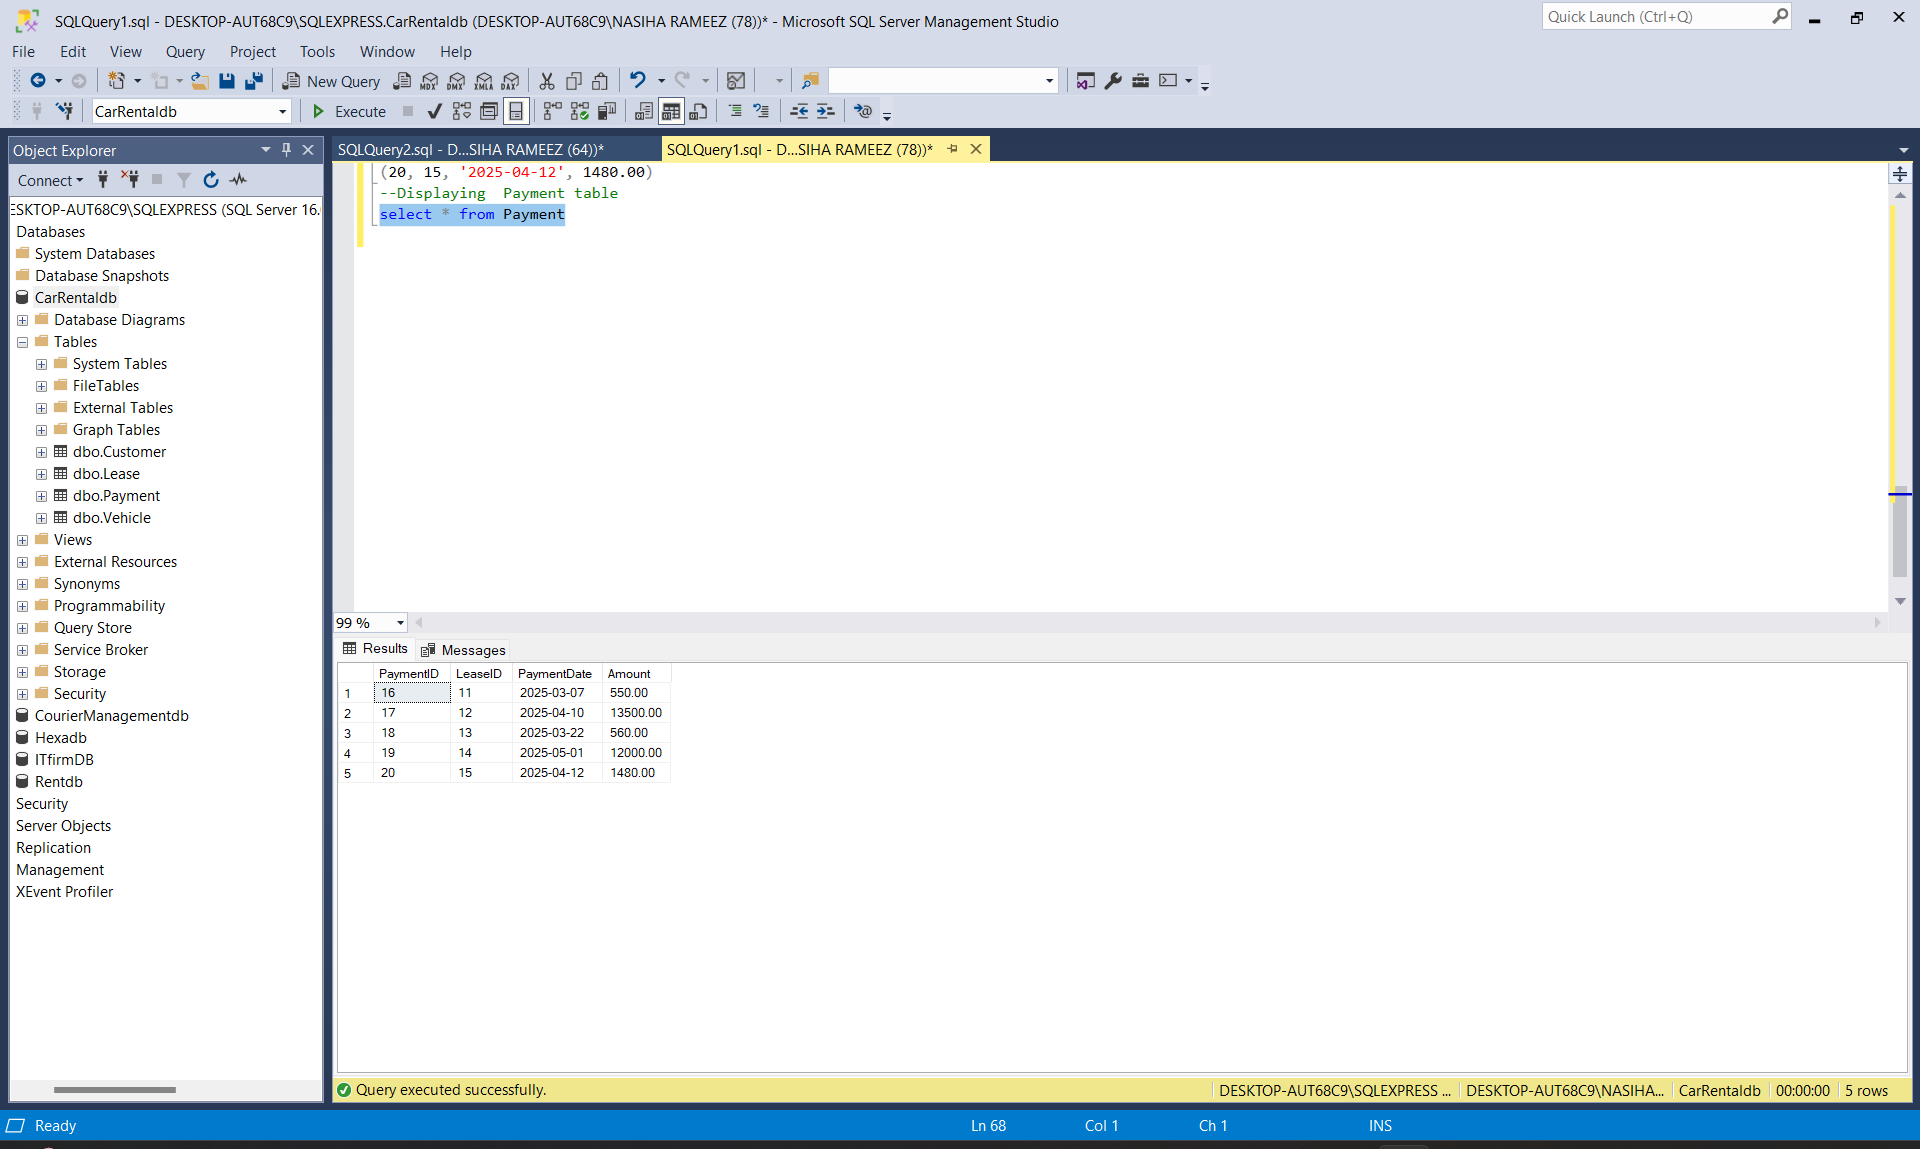 SQLQuery1.sql - DESKTOP-AUT68C9\SQLEXPRESS.CarRentaldb (DESKTOP-AUT68C9\NASIHA RAMEEZ (78))* - Microsoft SQL Server Management Studio
Quick Launch (Ctrl+Q)
File Edit View Query Project Tools Window Help
New Query MDX DMX XMLA DAX
CarRentaldb Execute
Object Explorer
Connect
ESKTOP-AUT68C9\SQLEXPRESS (SQL Server 16.
Databases
System Databases
Database Snapshots
CarRentaldb
Database Diagrams
Tables
System Tables
FileTables
External Tables
Graph Tables
dbo.Customer
dbo.Lease
dbo.Payment
dbo.Vehicle
Views
External Resources
Synonyms
Programmability
Query Store
Service Broker
Storage
Security
CourierManagementdb
Hexadb
ITfirmDB
Rentdb
Security
Server Objects
Replication
Management
XEvent Profiler
SQLQuery2.sql - D...SIHA RAMEEZ (64))*
SQLQuery1.sql - D...SIHA RAMEEZ (78))*
(20, 15, '2025-04-12', 1480.00)
--Displaying  Payment table
select * from Payment
99 %
Results Messages
PaymentID LeaseID PaymentDate Amount
1 16 11 2025-03-07 550.00
2 17 12 2025-04-10 13500.00
3 18 13 2025-03-22 560.00
4 19 14 2025-05-01 12000.00
5 20 15 2025-04-12 1480.00
Query executed successfully.
DESKTOP-AUT68C9\SQLEXPRESS ... DESKTOP-AUT68C9\NASIHA... CarRentaldb 00:00:00 5 rows
Ready Ln 68 Col 1 Ch 1 INS